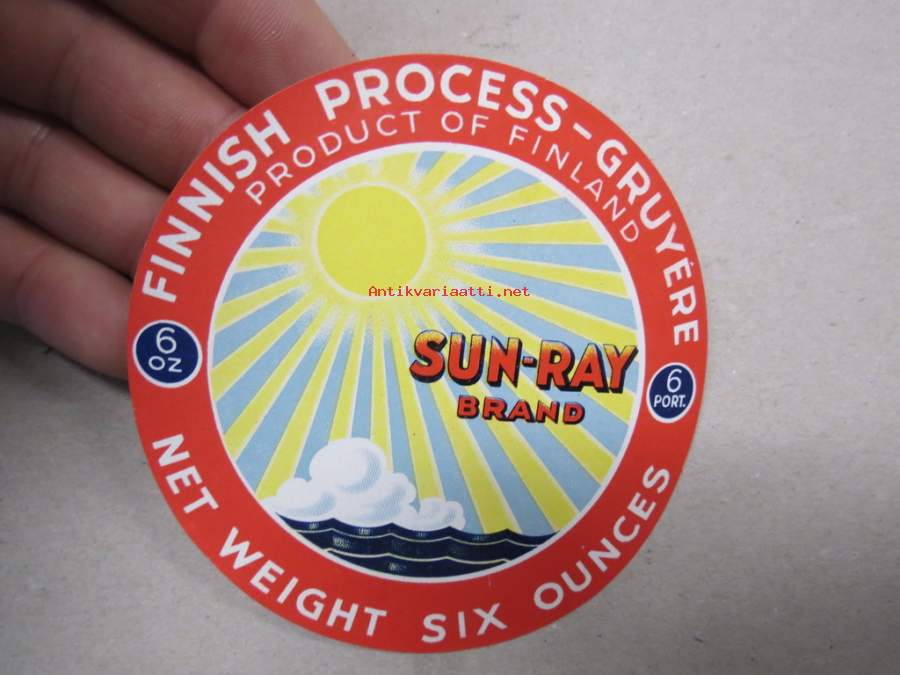 FINNISH PROCESS-GRUYÈRE
PRODUCT OF FINLAND
Antikvariaatti.net
SUN-RAY
BRAND
6
OZ
6
PORT.
NET WEIGHT SIX OUNCES